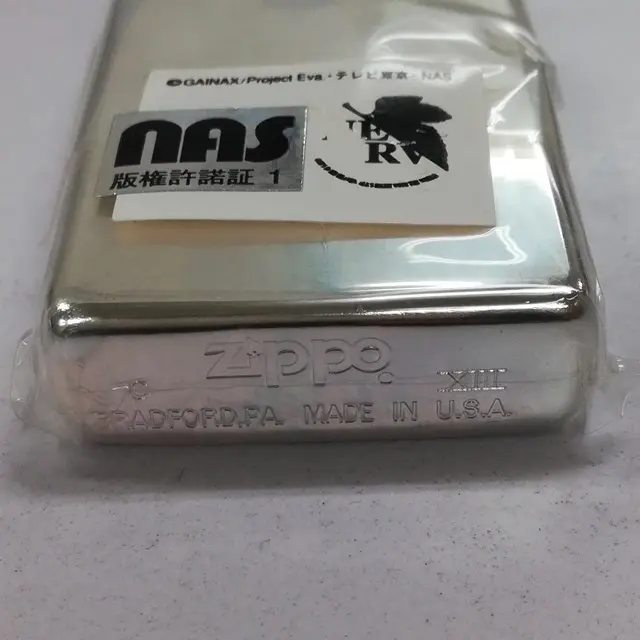 ©GAINAX/Project Eva.・テレビ東京・NAS
nas
版権許諾証 1
NERV
Zippo
XIII
BRADFORD,PA. MADE IN U.S.A.